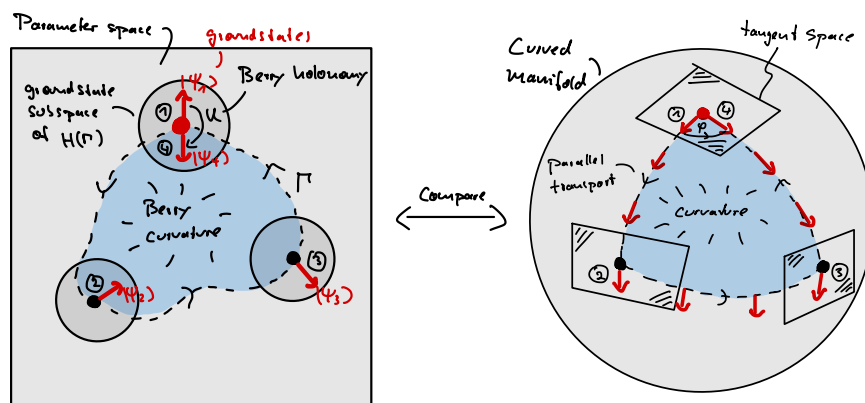 Parameter space
groundstates
groundstate
subspace
of H(Γ)
Berry holonomy
①
|Ψ₁⟩
U
④
|Ψ₄⟩
Γ
Berry
curvature
②
|Ψ₂⟩
③
|Ψ₃⟩
Compare
Curved
manifold
tangent space
①
④
parallel
transport
curvature
②
③